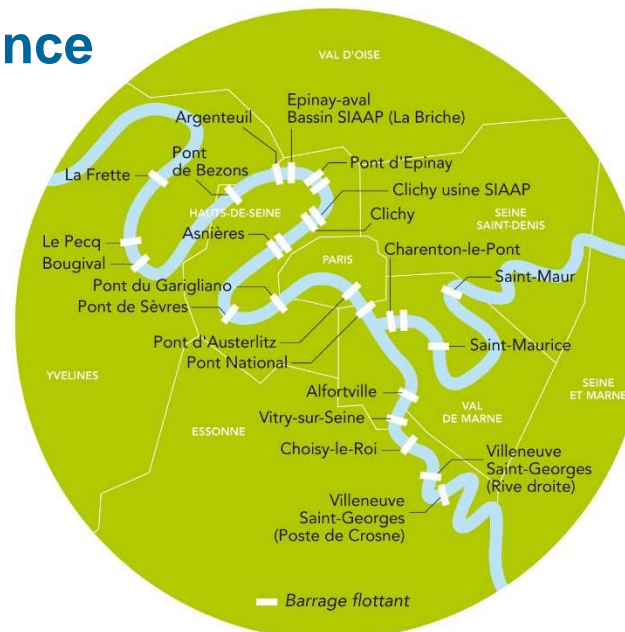 nce
VAL D'OISE
Epinay-aval
Bassin SIAAP (La Briche)
Argenteuil
Pont
de Bezons
Pont d'Epinay
La Frette
Clichy usine SIAAP
HAUTS-DE-SEINE
Clichy
SEINE
SAINT-DENIS
Asnières
Le Pecq
Charenton-le-Pont
Bougival
PARIS
Saint-Maur
Pont du Garigliano
Pont de Sèvres
Pont d'Austerlitz
Saint-Maurice
Pont National
YVELINES
SEINE
ET MARNE
Alfortville
VAL
DE MARNE
Vitry-sur-Seine
ESSONNE
Choisy-le-Roi
Villeneuve
Saint-Georges
(Rive droite)
Villeneuve
Saint-Georges
(Poste de Crosne)
Barrage flottant